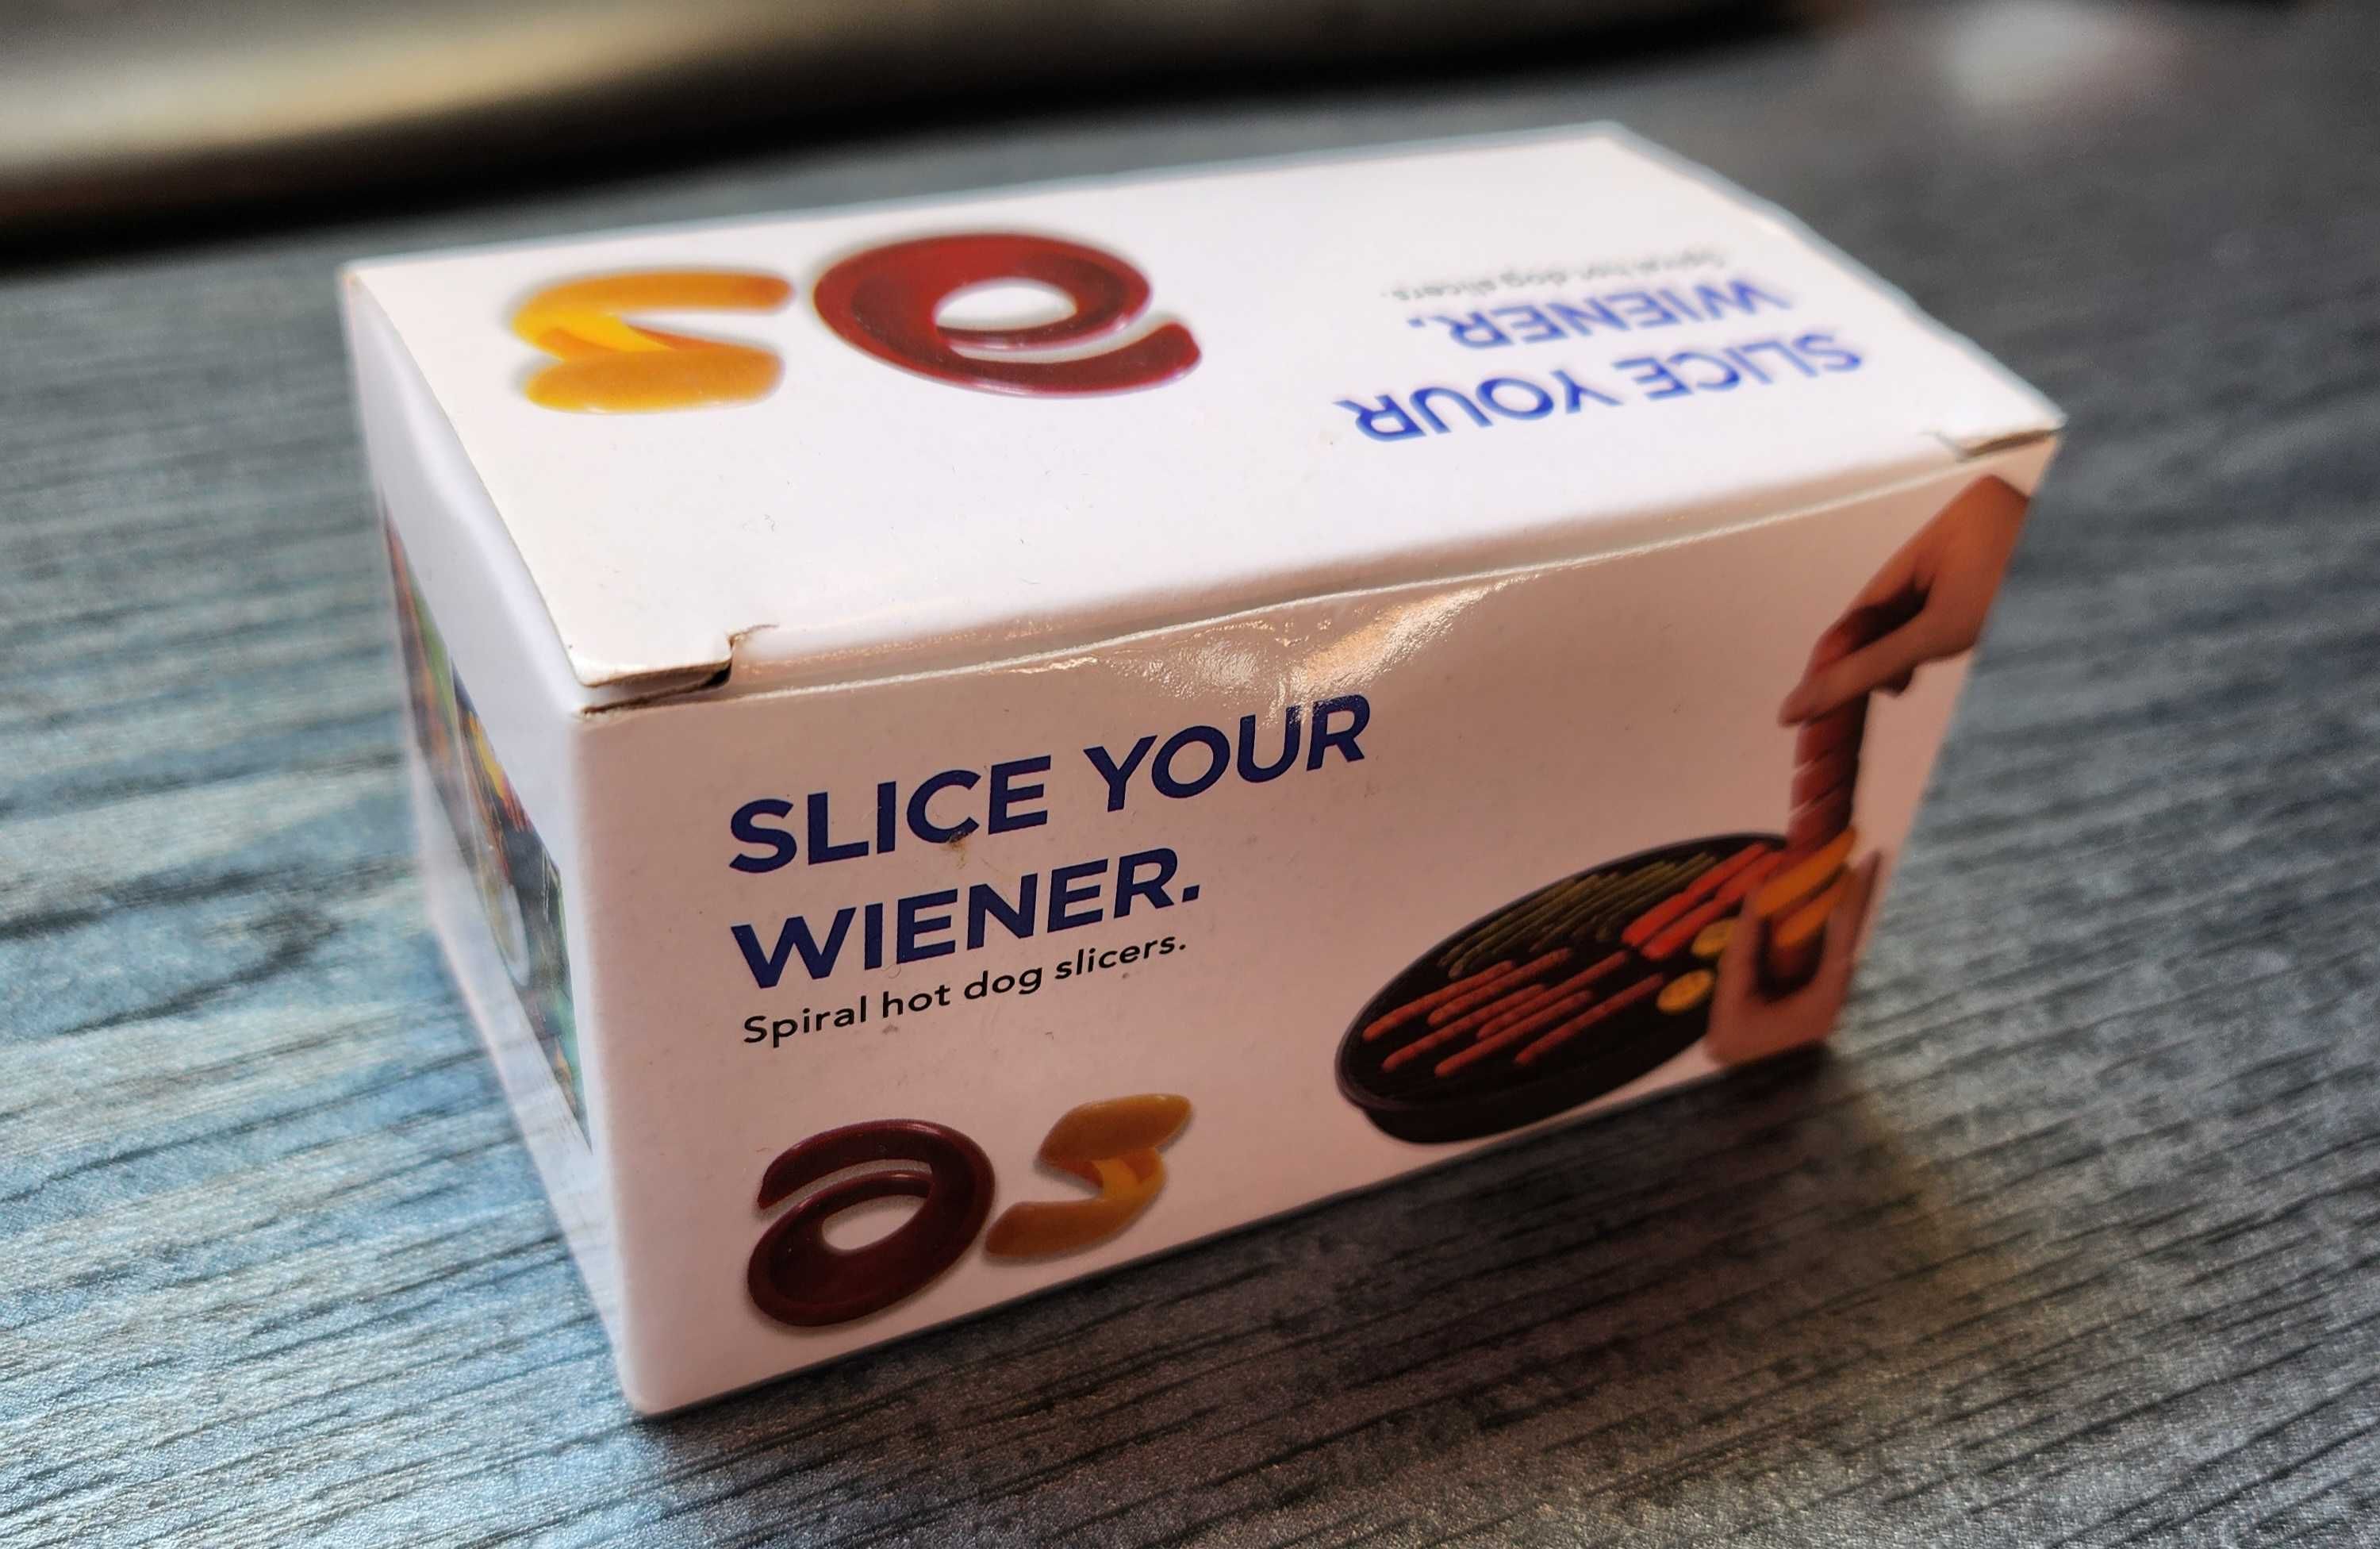 SLICE YOUR
WIENER.
Spiral hot dog slicers.
SLICE YOUR
WIENER.
Spiral hot dog slicers.